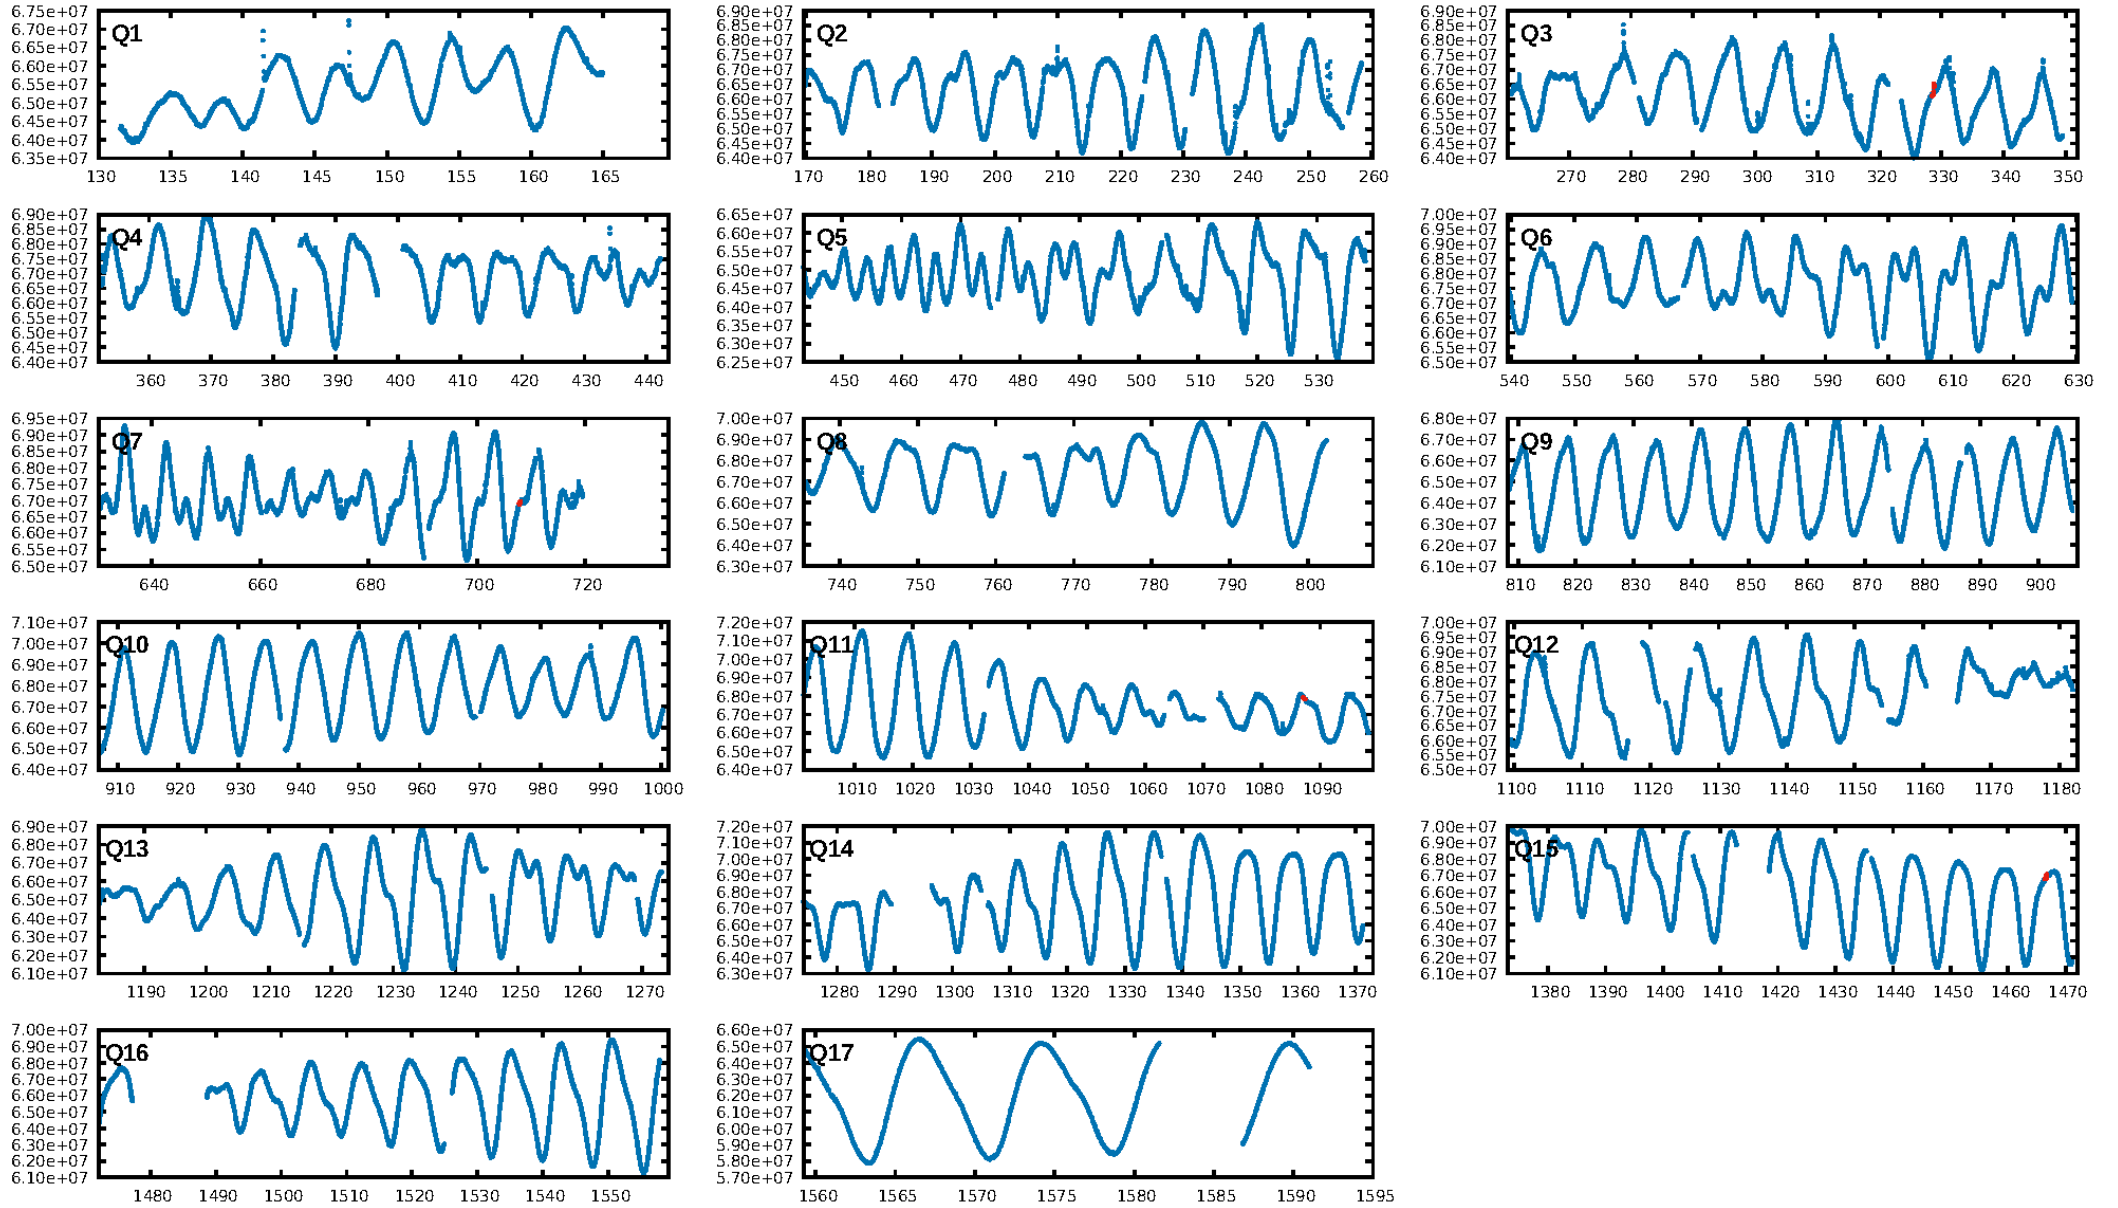 6.75e+07 6.70e+07 6.65e+07 6.60e+07 6.55e+07 6.50e+07 6.45e+07 6.40e+07 6.35e+07
Q1
130 135 140 145 150 155 160 165
6.90e+07 6.85e+07 6.80e+07 6.75e+07 6.70e+07 6.65e+07 6.60e+07 6.55e+07 6.50e+07 6.45e+07 6.40e+07
Q2
170 180 190 200 210 220 230 240 250 260
6.90e+07 6.85e+07 6.80e+07 6.75e+07 6.70e+07 6.65e+07 6.60e+07 6.55e+07 6.50e+07 6.45e+07 6.40e+07
Q3
270 280 290 300 310 320 330 340 350
6.90e+07 6.85e+07 6.80e+07 6.75e+07 6.70e+07 6.65e+07 6.60e+07 6.55e+07 6.50e+07 6.45e+07 6.40e+07
Q4
360 370 380 390 400 410 420 430 440
6.65e+07 6.60e+07 6.55e+07 6.50e+07 6.45e+07 6.40e+07 6.35e+07 6.30e+07 6.25e+07
Q5
450 460 470 480 490 500 510 520 530
7.00e+07 6.95e+07 6.90e+07 6.85e+07 6.80e+07 6.75e+07 6.70e+07 6.65e+07 6.60e+07 6.55e+07 6.50e+07
Q6
540 550 560 570 580 590 600 610 620 630
6.95e+07 6.90e+07 6.85e+07 6.80e+07 6.75e+07 6.70e+07 6.65e+07 6.60e+07 6.55e+07 6.50e+07
Q7
640 660 680 700 720
7.00e+07 6.90e+07 6.80e+07 6.70e+07 6.60e+07 6.50e+07 6.40e+07 6.30e+07
Q8
740 750 760 770 780 790 800
6.80e+07 6.70e+07 6.60e+07 6.50e+07 6.40e+07 6.30e+07 6.20e+07 6.10e+07
Q9
810 820 830 840 850 860 870 880 890 900
7.10e+07 7.00e+07 6.90e+07 6.80e+07 6.70e+07 6.60e+07 6.50e+07 6.40e+07
Q10
910 920 930 940 950 960 970 980 990 1000
7.20e+07 7.10e+07 7.00e+07 6.90e+07 6.80e+07 6.70e+07 6.60e+07 6.50e+07 6.40e+07
Q11
1010 1020 1030 1040 1050 1060 1070 1080 1090
7.00e+07 6.95e+07 6.90e+07 6.85e+07 6.80e+07 6.75e+07 6.70e+07 6.65e+07 6.60e+07 6.55e+07 6.50e+07
Q12
1100 1110 1120 1130 1140 1150 1160 1170 1180
6.90e+07 6.80e+07 6.70e+07 6.60e+07 6.50e+07 6.40e+07 6.30e+07 6.20e+07 6.10e+07
Q13
1190 1200 1210 1220 1230 1240 1250 1260 1270
7.20e+07 7.10e+07 7.00e+07 6.90e+07 6.80e+07 6.70e+07 6.60e+07 6.50e+07 6.40e+07 6.30e+07
Q14
1280 1290 1300 1310 1320 1330 1340 1350 1360 1370
7.00e+07 6.90e+07 6.80e+07 6.70e+07 6.60e+07 6.50e+07 6.40e+07 6.30e+07 6.20e+07 6.10e+07
Q15
1380 1390 1400 1410 1420 1430 1440 1450 1460 1470
7.00e+07 6.90e+07 6.80e+07 6.70e+07 6.60e+07 6.50e+07 6.40e+07 6.30e+07 6.20e+07 6.10e+07
Q16
1480 1490 1500 1510 1520 1530 1540 1550
6.60e+07 6.50e+07 6.40e+07 6.30e+07 6.20e+07 6.10e+07 6.00e+07 5.90e+07 5.80e+07 5.70e+07
Q17
1560 1565 1570 1575 1580 1585 1590 1595